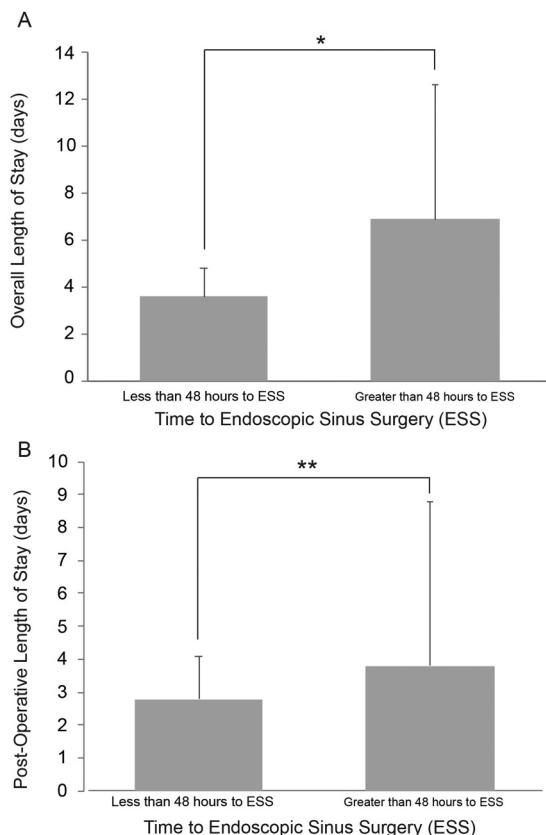 A
*
Overall Length of Stay (days)
14
12
10
8
6
4
2
0
Less than 48 hours to ESS
Greater than 48 hours to ESS
Time to Endoscopic Sinus Surgery (ESS)
B
**
Post-Operative Length of Stay (days)
10
9
8
7
6
5
4
3
2
1
0
Less than 48 hours to ESS
Greater than 48 hours to ESS
Time to Endoscopic Sinus Surgery (ESS)